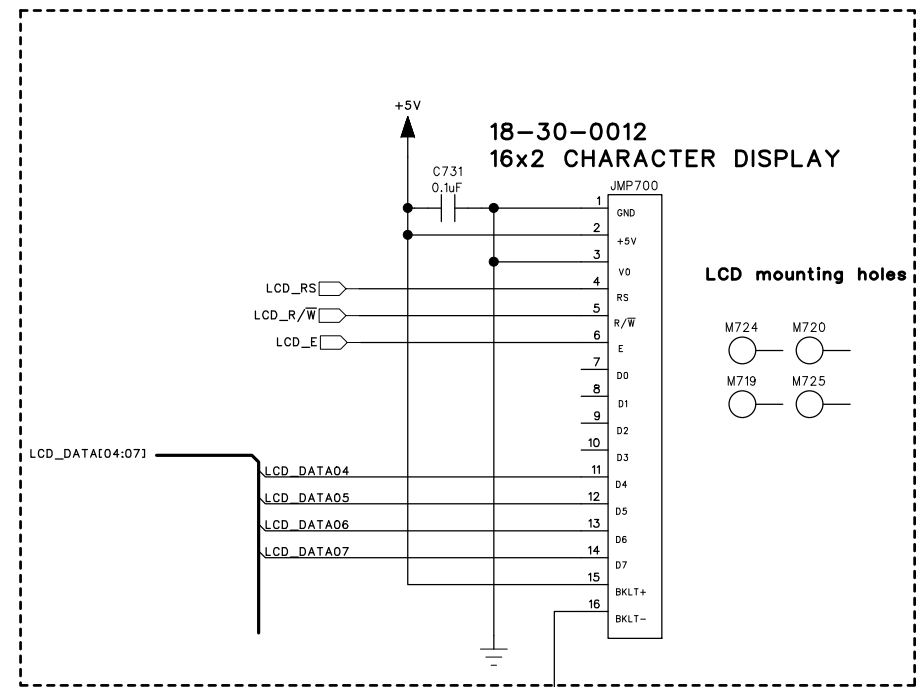 +5V
18-30-0012
16x2 CHARACTER DISPLAY
C731
0.1uF
JMP700
1
GND
2
+5V
3
V0
4
RS
LCD_RS
5
R/W̅
LCD_R/W̅
6
E
LCD_E
7
D0
8
D1
9
D2
10
D3
11
D4
12
D5
13
D6
14
D7
15
BKLT+
16
BKLT-
LCD mounting holes
M724 M720
M719 M725
LCD_DATA[04:07]
LCD_DATA04
LCD_DATA05
LCD_DATA06
LCD_DATA07